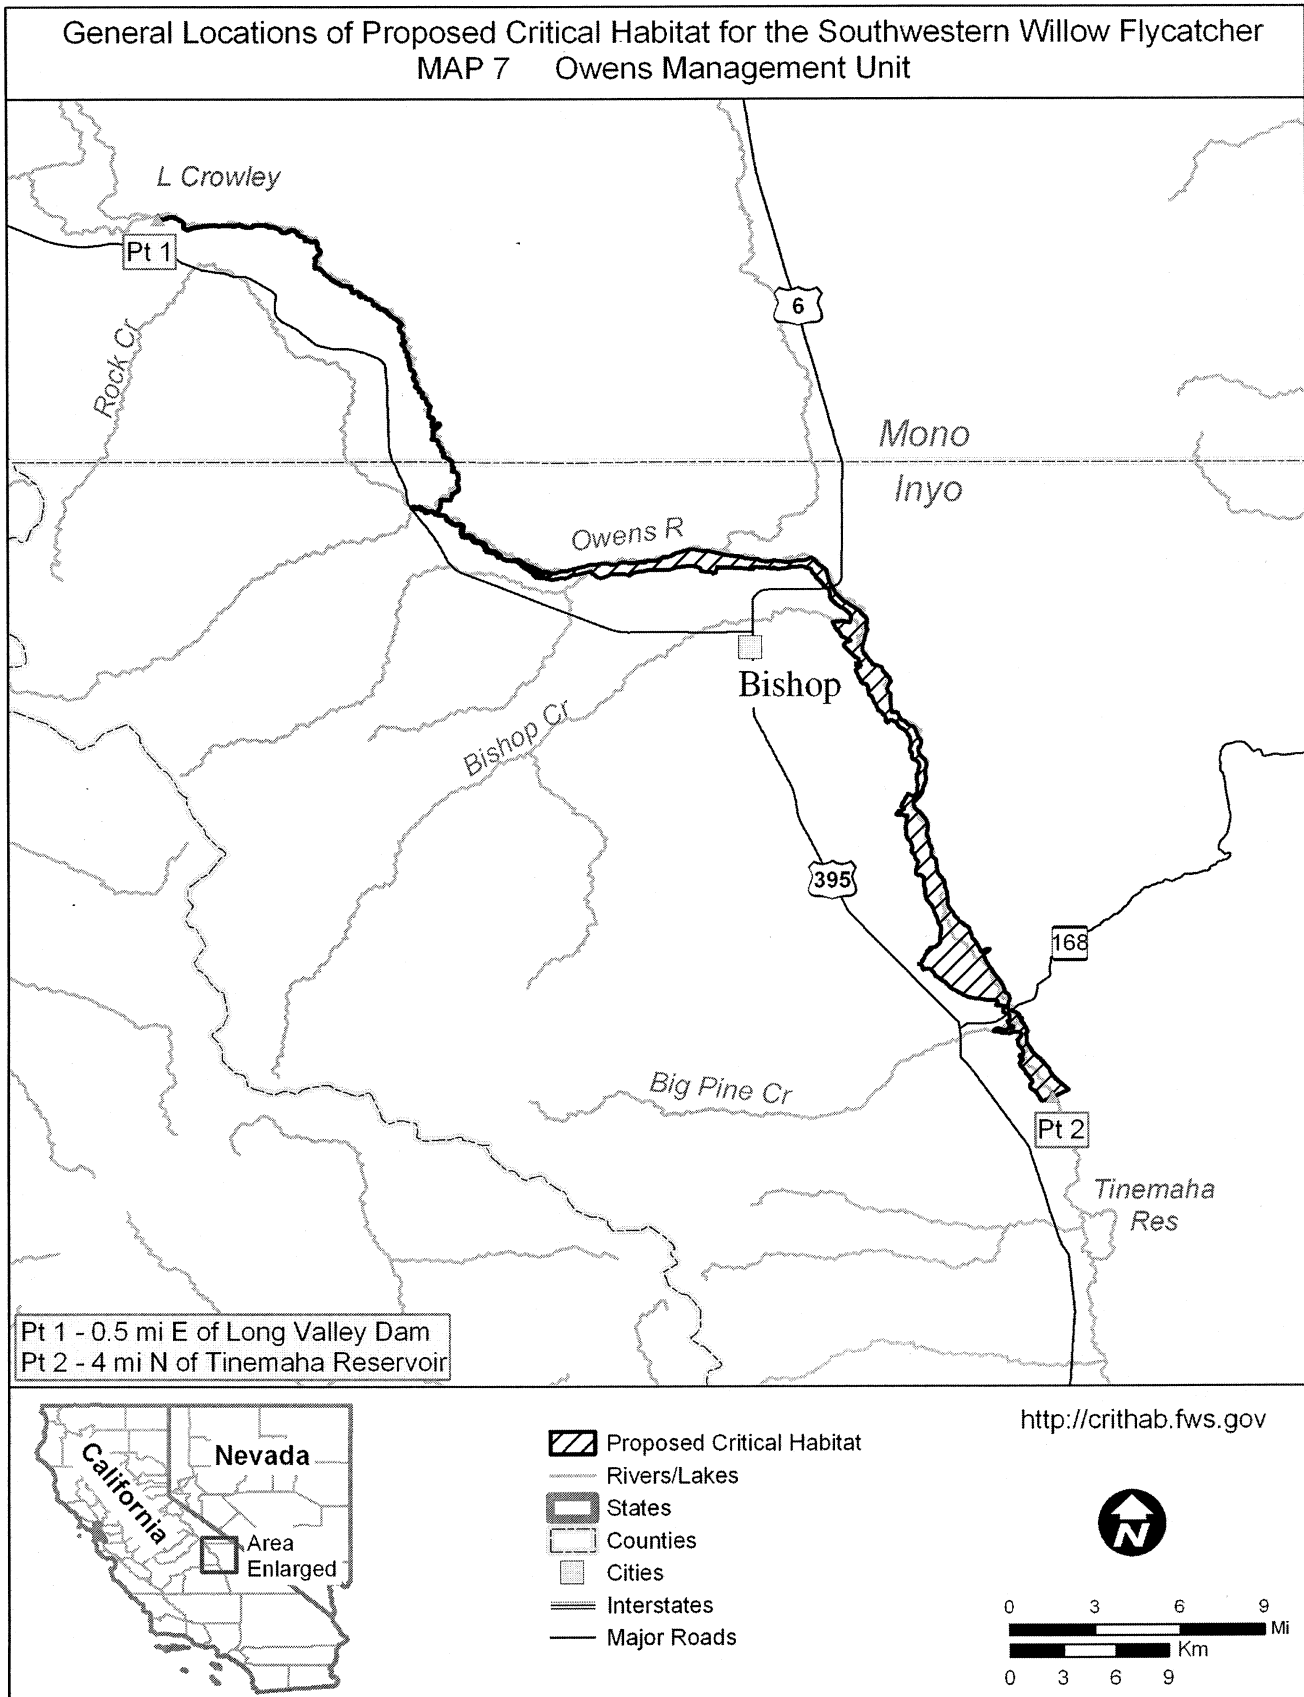 General Locations of Proposed Critical Habitat for the Southwestern Willow Flycatcher
MAP 7 Owens Management Unit
L Crowley
Pt 1
Rock Cr
6
Mono
Inyo
Owens R
Bishop
Bishop Cr
395
168
Big Pine Cr
Pt 2
Tinemaha
Res
Pt 1 - 0.5 mi E of Long Valley Dam
Pt 2 - 4 mi N of Tinemaha Reservoir
California
Nevada
Area
Enlarged
Proposed Critical Habitat
Rivers/Lakes
States
Counties
Cities
Interstates
Major Roads
http://crithab.fws.gov
N
0 3 6 9
Mi
Km
0 3 6 9